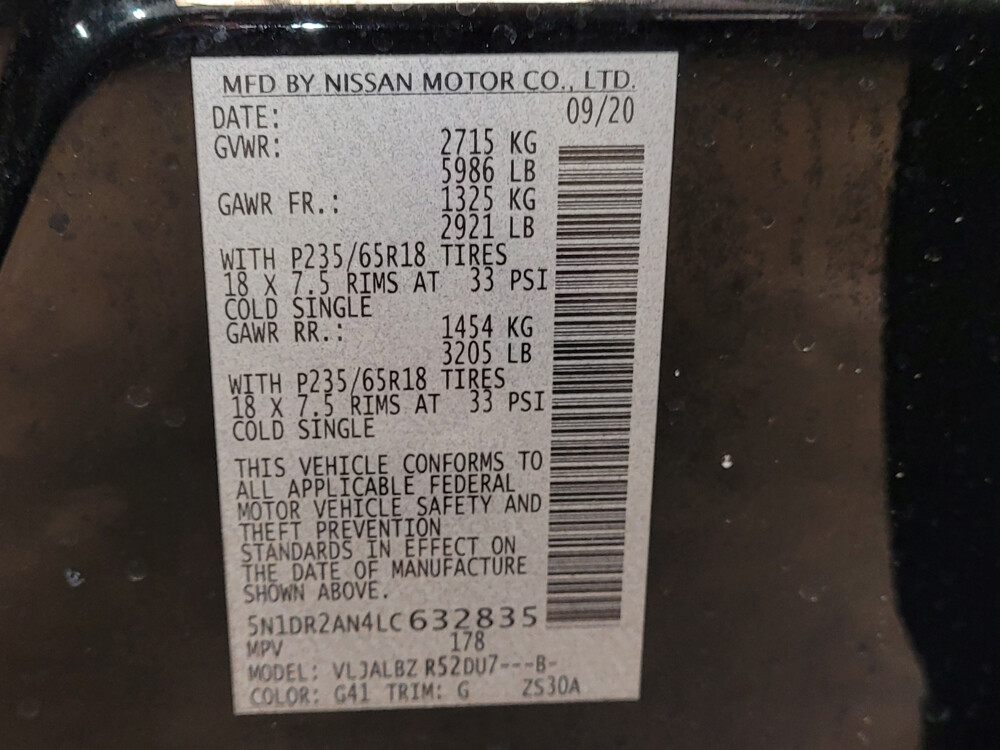 MFD BY NISSAN MOTOR CO., LTD.
DATE: 09/20
GVWR: 2715 KG
5986 LB
GAWR FR.: 1325 KG
2921 LB
WITH P235/65R18 TIRES
18 X 7.5 RIMS AT 33 PSI
COLD SINGLE
GAWR RR.: 1454 KG
3205 LB
WITH P235/65R18 TIRES
18 X 7.5 RIMS AT 33 PSI
COLD SINGLE
THIS VEHICLE CONFORMS TO
ALL APPLICABLE FEDERAL
MOTOR VEHICLE SAFETY AND
THEFT PREVENTION
STANDARDS IN EFFECT ON
THE DATE OF MANUFACTURE
SHOWN ABOVE.
5N1DR2AN4LC632835
MPV 178
MODEL: VLJALBZ R52DU7---B-
COLOR: G41 TRIM: G ZS30A